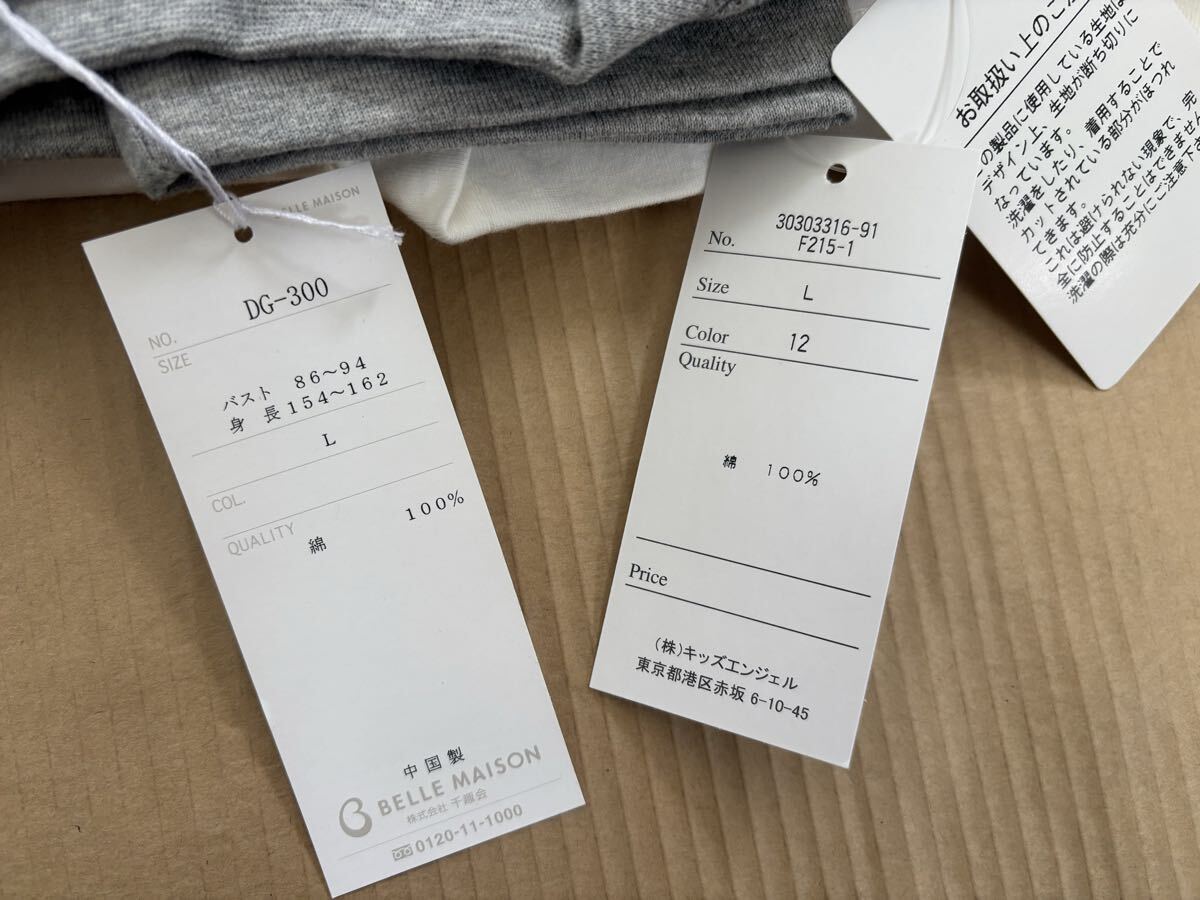 BELLE MAISON
NO. DG-300
SIZE
バスト 86～94
身 長154～162
L
COL.
QUALITY
綿 100%
中国製
BELLE MAISON
株式会社 千趣会
0120-11-1000
30303316-91
No. F215-1
Size L
Color 12
Quality
綿 100%
Price
(株)キッズエンジェル
東京都港区赤坂 6-10-45
お取扱い上のご
の製品に使用している生地は
デザイン上、生地が断ち切りに
なっています。
洗濯をしたり、着用することで
カットされている部分がほつれ
てきます。
これは避けられない現象で、完
全に防止することはできません
洗濯の際は充分にご注意下さ